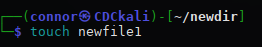 ┌──(connor㉿CDCkali)-[~/newdir]
└─$ touch newfile1